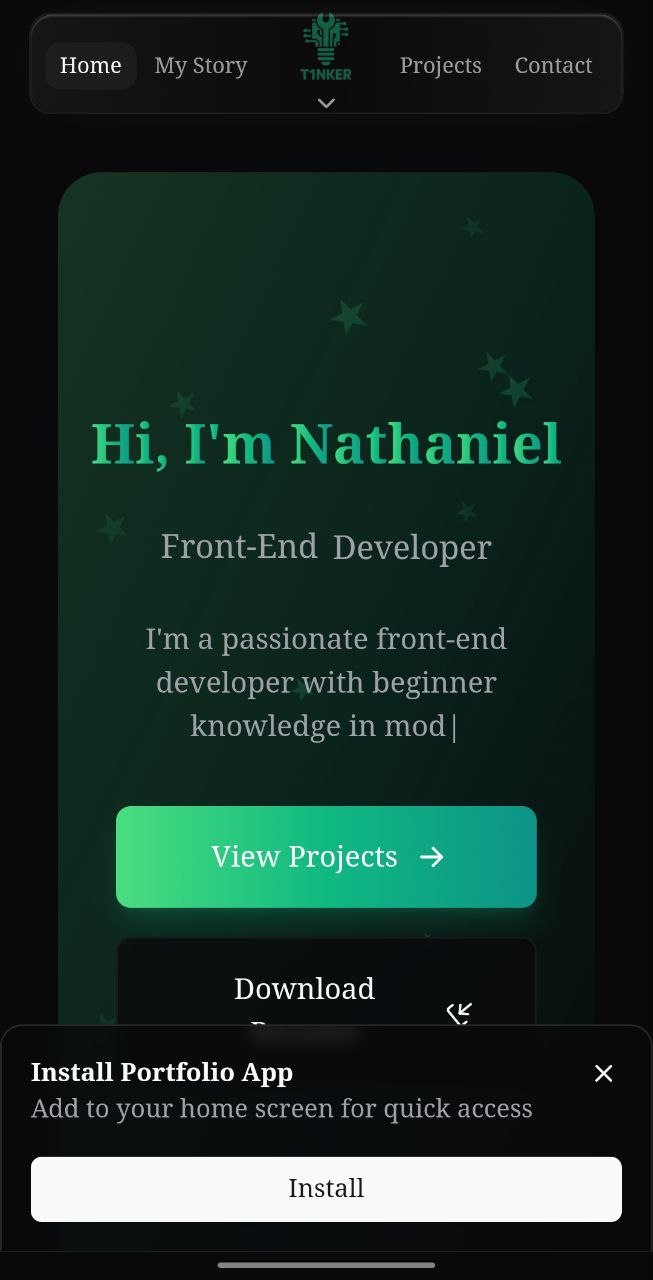 Home My Story T1NKER Projects Contact
Hi, I'm Nathaniel
Front-End Developer
I'm a passionate front-end
developer with beginner
knowledge in mod|
View Projects →
Download
Install Portfolio App
Add to your home screen for quick access
Install